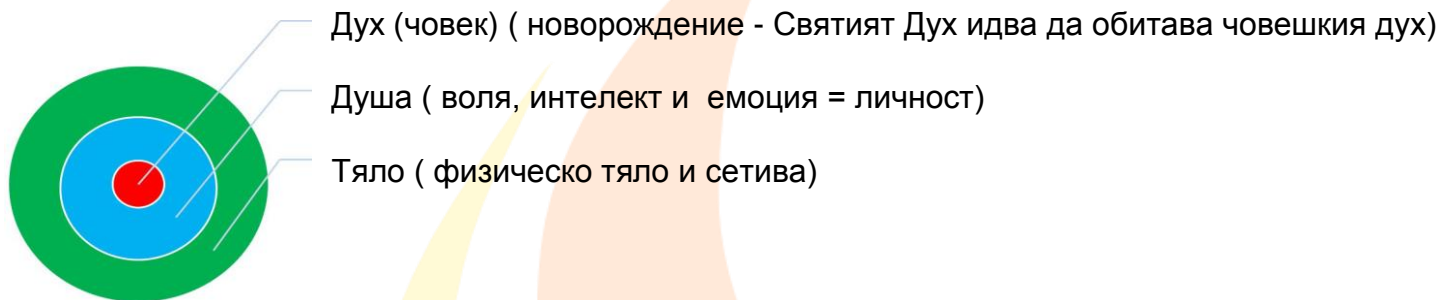 Дух (човек) ( новорождение - Святият Дух идва да обитава човешкия дух)
Душа ( воля, интелект и  емоция = личност)
Тяло ( физическо тяло и сетива)